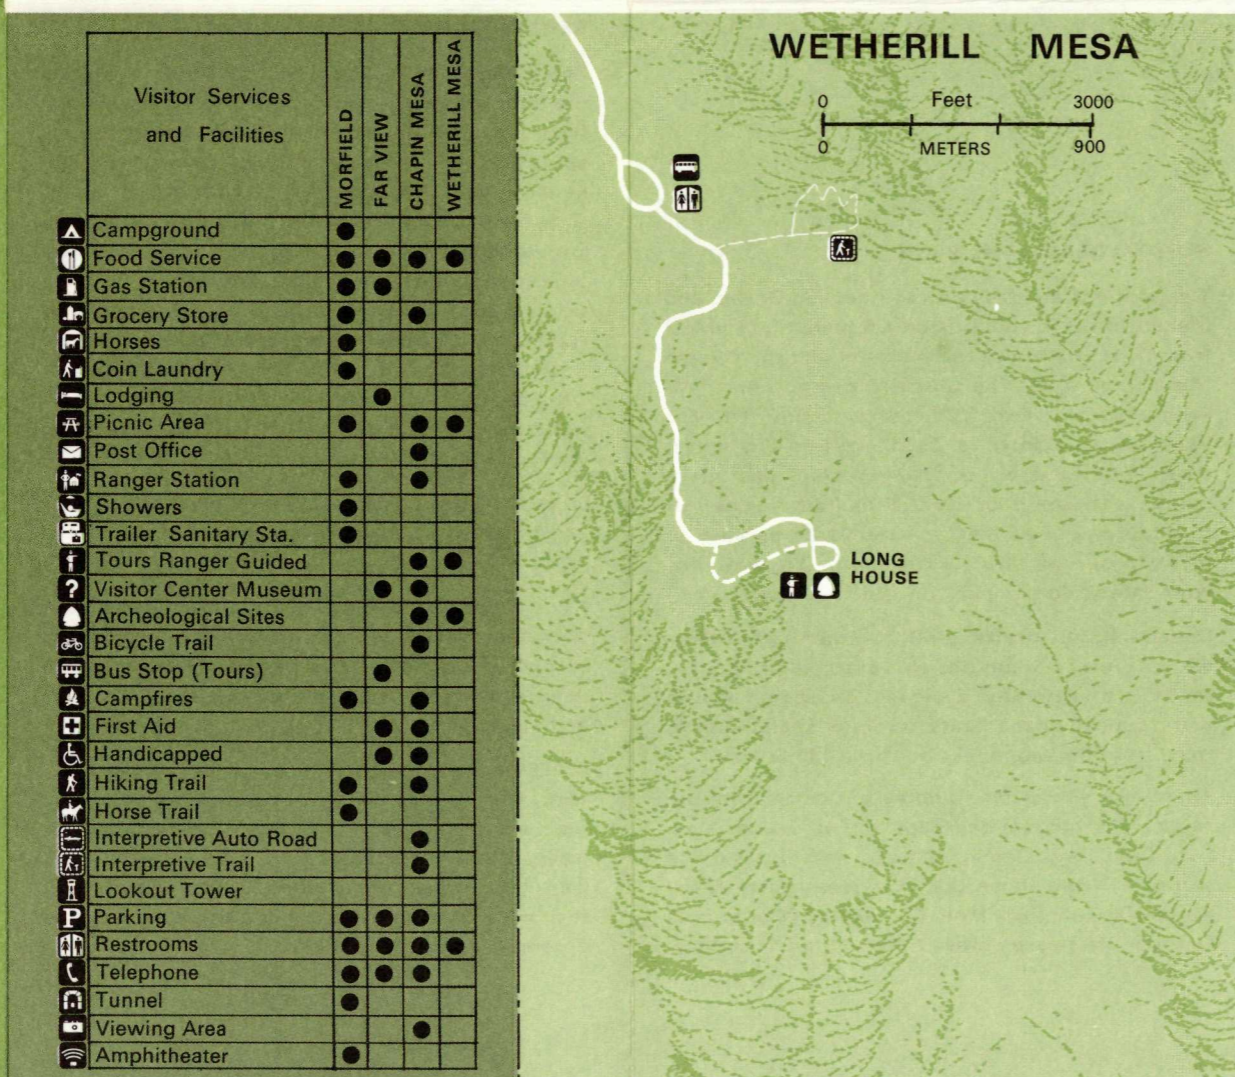 Visitor Services
and Facilities
MORFIELD
FAR VIEW
CHAPIN MESA
WETHERILL MESA
Campground
Food Service
Gas Station
Grocery Store
Horses
Coin Laundry
Lodging
Picnic Area
Post Office
Ranger Station
Showers
Trailer Sanitary Sta.
Tours Ranger Guided
? Visitor Center Museum
Archeological Sites
Bicycle Trail
Bus Stop (Tours)
Campfires
First Aid
Handicapped
Hiking Trail
Horse Trail
Interpretive Auto Road
Interpretive Trail
Lookout Tower
P Parking
Restrooms
Telephone
Tunnel
Viewing Area
Amphitheater
WETHERILL MESA
0 Feet 3000
0 METERS 900
LONG
HOUSE